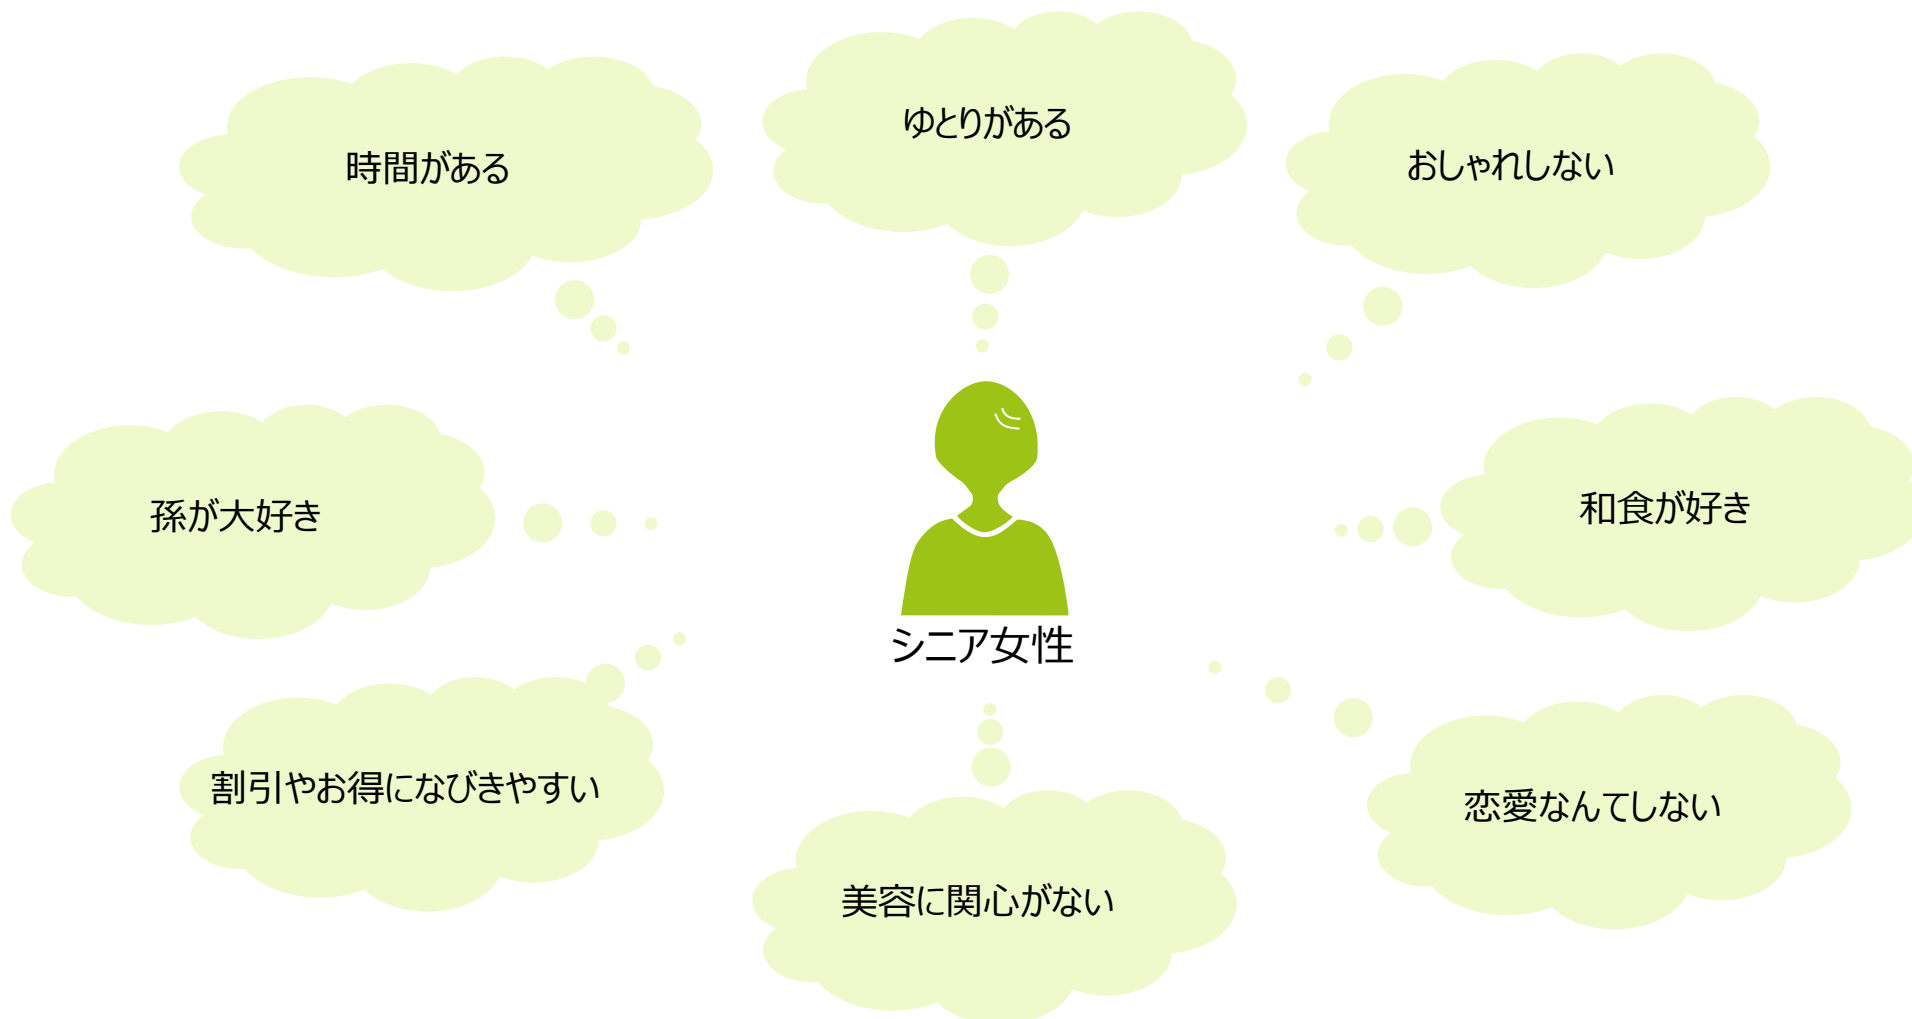 時間がある
ゆとりがある
おしゃれしない
孫が大好き
和食が好き
シニア女性
割引やお得になびきやすい
恋愛なんてしない
美容に関心がない